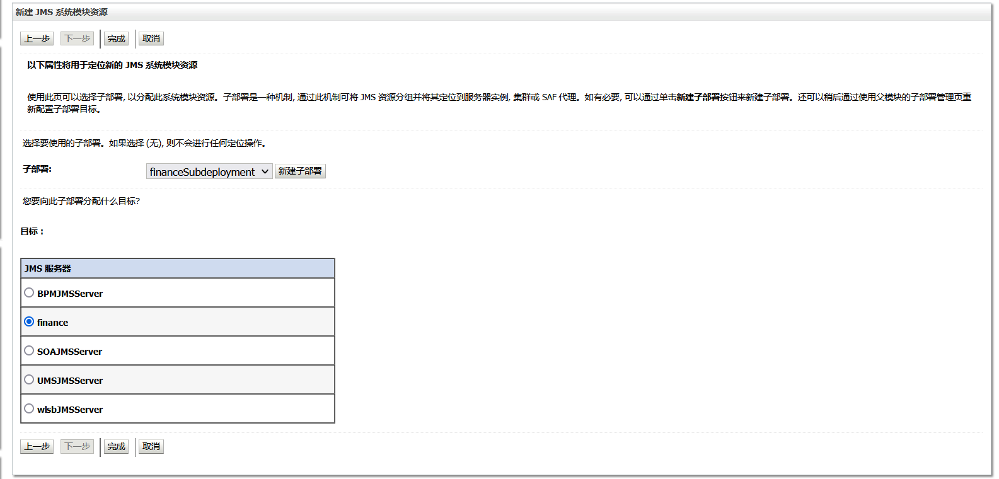 新建 JMS 系统模块资源
上一步 下一步 完成 取消
以下属性将用于定位新的 JMS 系统模块资源
使用此页可以选择子部署, 以分配此系统模块资源。子部署是一种机制, 通过此机制可将 JMS 资源分组并将其定位到服务器实例, 集群或 SAF 代理。如有必要, 可以通过单击新建子部署按钮来新建子部署。还可以稍后通过使用父模块的子部署管理页重
新配置子部署目标。
选择要使用的子部署。如果选择 (无), 则不会进行任何定位操作。
子部署: financeSubdeployment 新建子部署
您要向此子部署分配什么目标?
目标 :
JMS 服务器
BPMJMSServer
finance
SOAJMSServer
UMSJMSServer
wlsbJMSServer
上一步 下一步 完成 取消